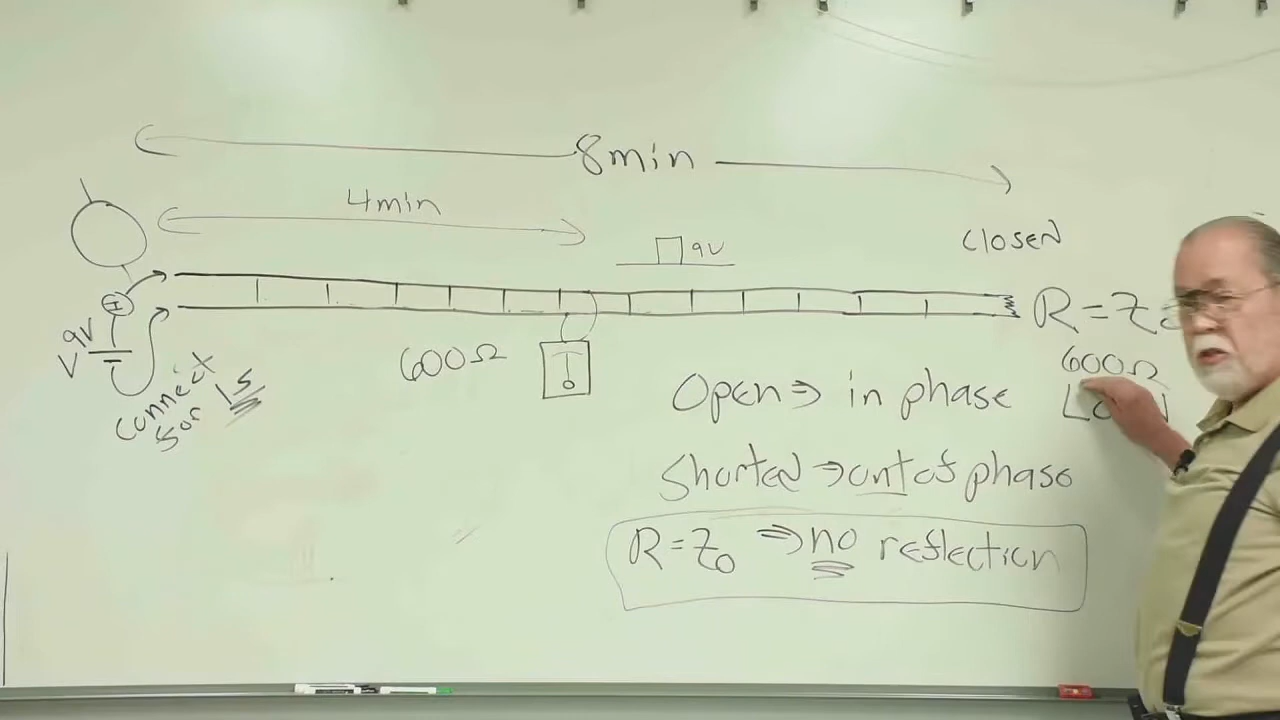 8min
4min
closed
9V
I
V 9V
connect
for 1s
600Ω
R=Z
600Ω
Open⇒ in phase
Shorted→out of phase
R=Z₀ ⇒no reflection